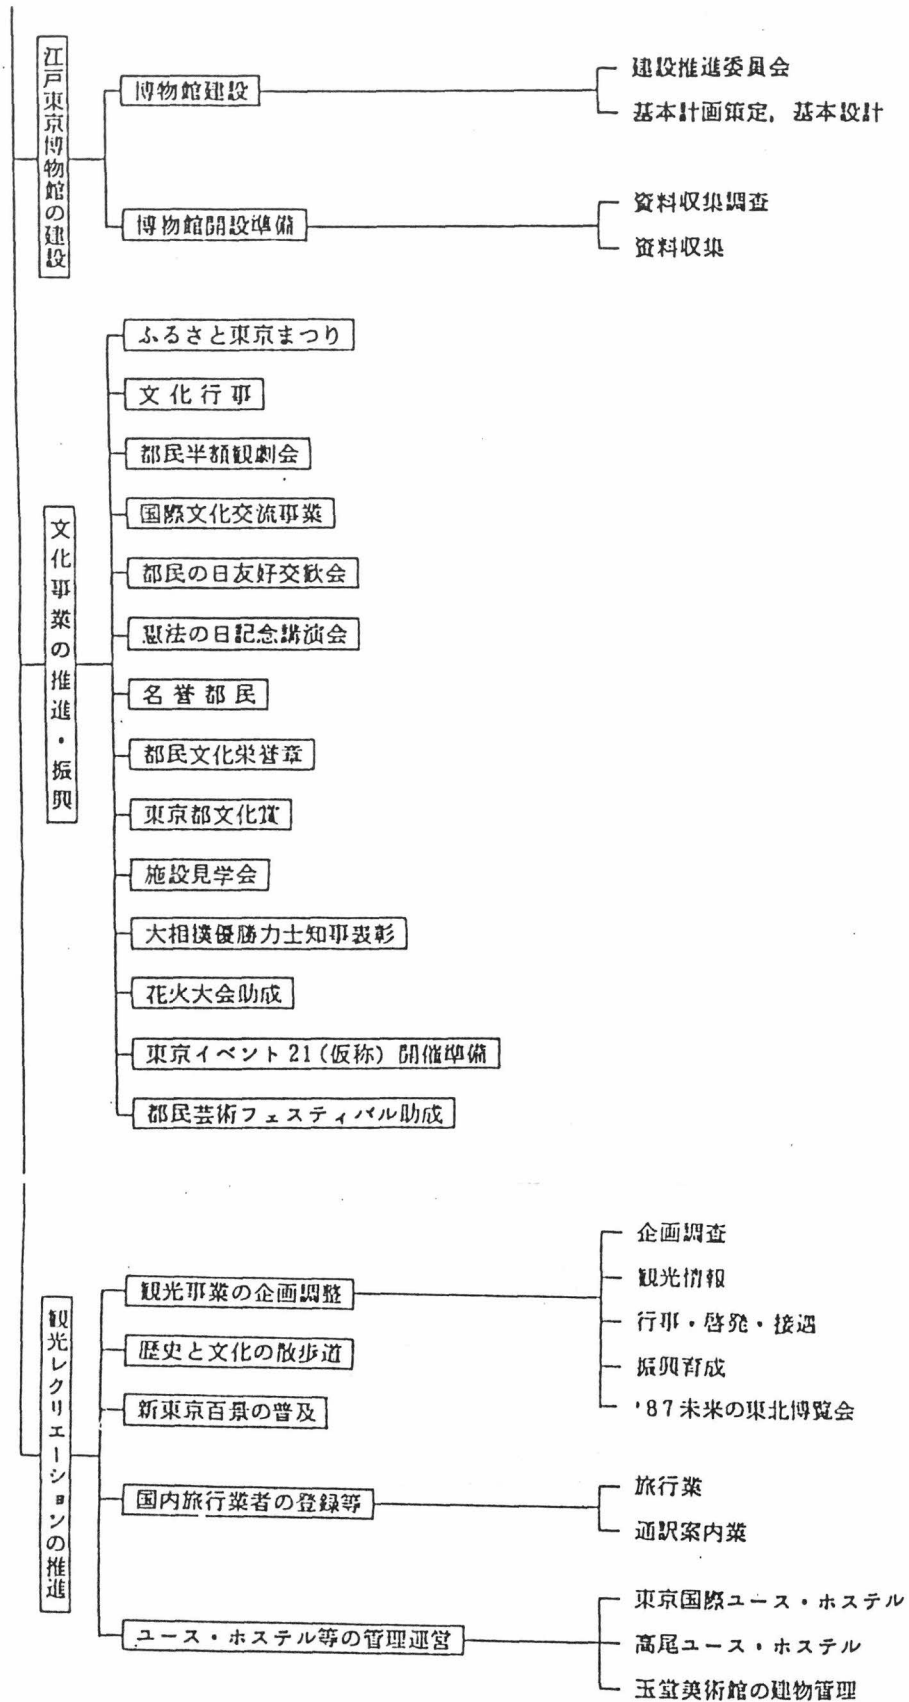 江戸東京博物館の建設
博物館建設
建設推進委員会
基本計画策定，基本設計
博物館開設準備
資料収集調査
資料収集
文化事業の推進・振興
ふるさと東京まつり
文化行事
都民半額観劇会
国際文化交流事業
都民の日友好交歓会
憲法の日記念講演会
名誉都民
都民文化栄誉章
東京都文化賞
施設見学会
大相撲優勝力士知事表彰
花火大会助成
東京イベント21（仮称）開催準備
都民芸術フェスティバル助成
観光レクリエーションの推進
観光事業の企画調整
企画調査
観光情報
行事・啓発・接遇
振興育成
'87未来の東北博覧会
歴史と文化の散歩道
新東京百景の普及
国内旅行業者の登録等
旅行業
通訳案内業
ユース・ホステル等の管理運営
東京国際ユース・ホステル
高尾ユース・ホステル
玉堂美術館の建物管理